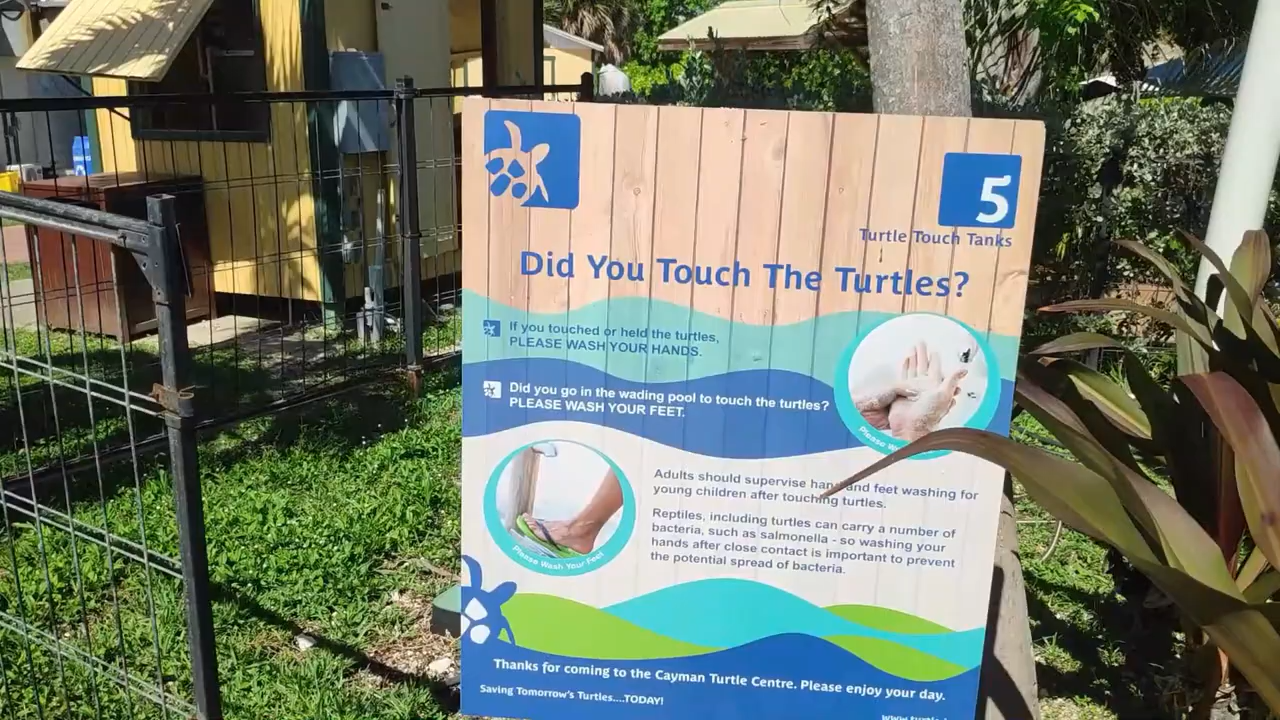 5
Turtle Touch Tanks
Did You Touch The Turtles?
If you touched or held the turtles,
PLEASE WASH YOUR HANDS.
Did you go in the wading pool to touch the turtles?
PLEASE WASH YOUR FEET.
Please
Please Wash Your Feet
Adults should supervise hand and feet washing for
young children after touching turtles.
Reptiles, including turtles can carry a number of
bacteria, such as salmonella - so washing your
hands after close contact is important to prevent
the potential spread of bacteria.
Thanks for coming to the Cayman Turtle Centre. Please enjoy your day.
Saving Tomorrow's Turtles....TODAY!